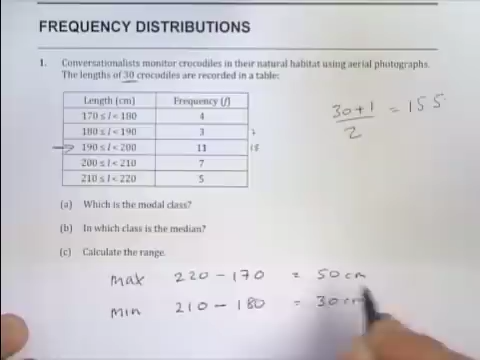 FREQUENCY DISTRIBUTIONS
1. Conversationalists monitor crocodiles in their natural habitat using aerial photographs.
The lengths of 30 crocodiles are recorded in a table:
Length (cm) Frequency (f)
170 ≤ l < 180 4
180 ≤ l < 190 3 7
190 ≤ l < 200 11 18
200 ≤ l < 210 7
210 ≤ l < 220 5
30+1 / 2 = 155
(a) Which is the modal class?
(b) In which class is the median?
(c) Calculate the range.
max 220 - 170 = 50cm
min 210 - 180 = 30cm